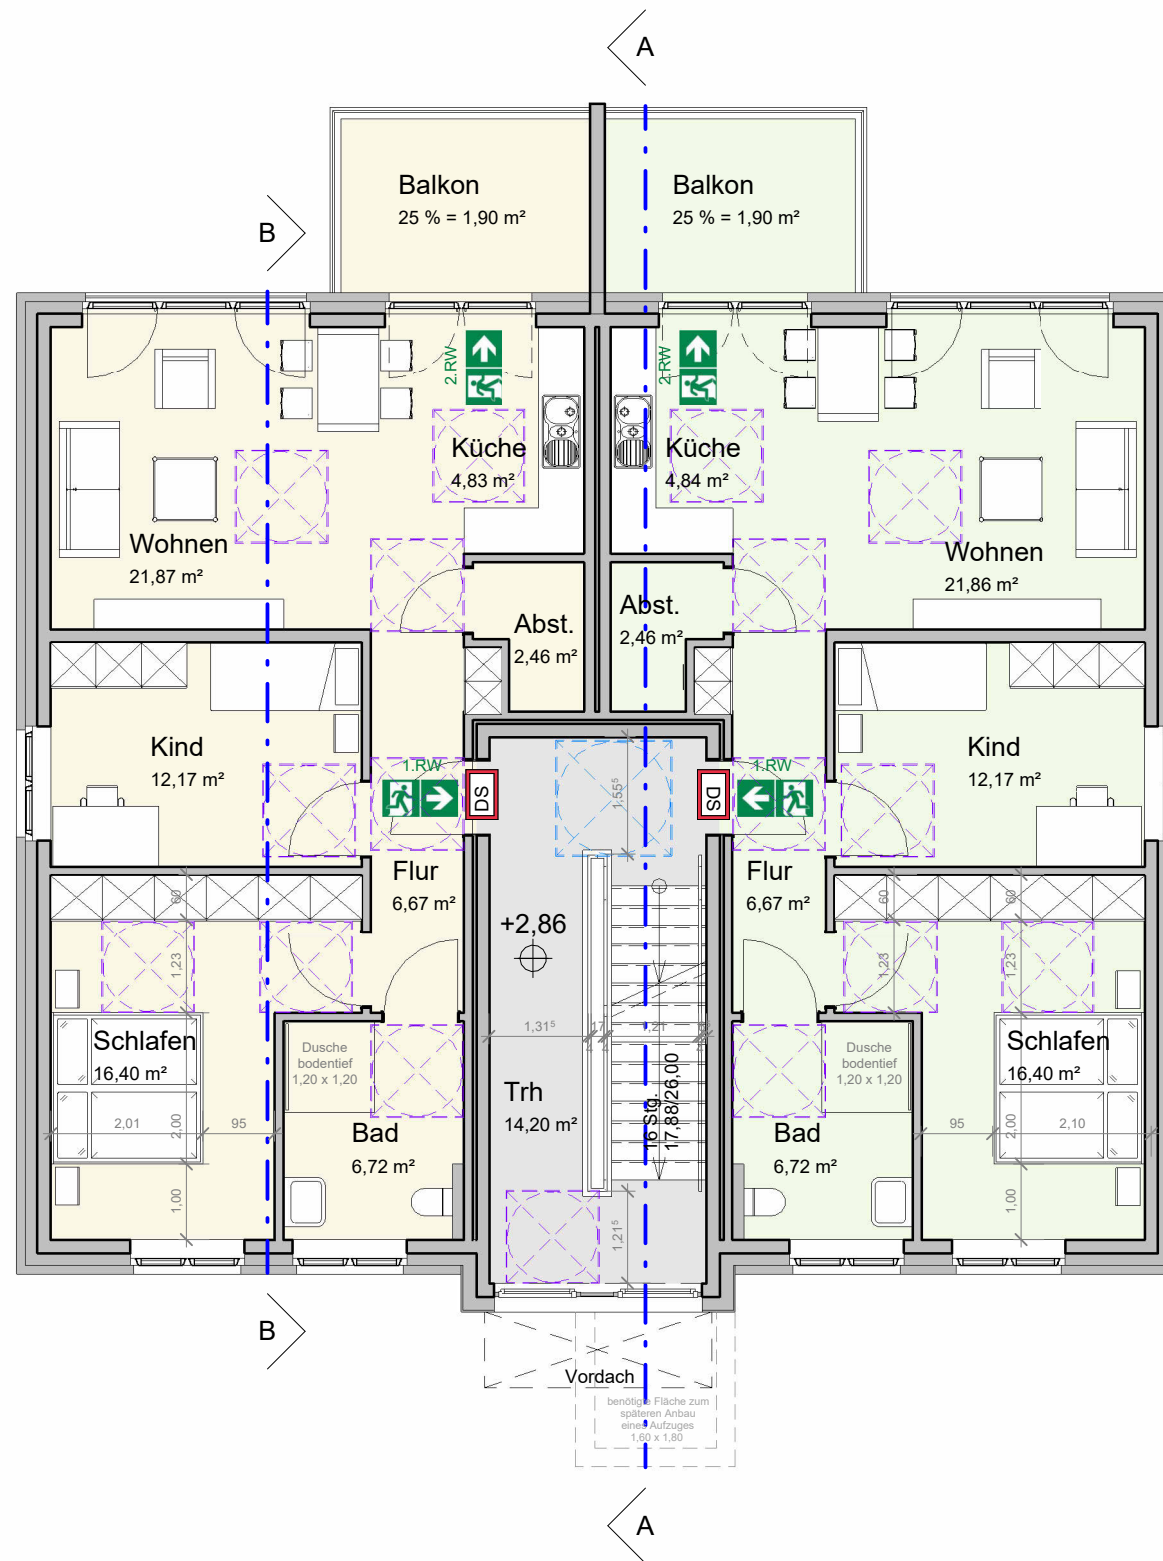 A
Balkon
25 % = 1,90 m²
Balkon
25 % = 1,90 m²
B
2.RW
2.RW
Küche
4,83 m²
Küche
4,84 m²
Wohnen
21,87 m²
Wohnen
21,86 m²
Abst.
2,46 m²
Abst.
2,46 m²
Kind
12,17 m²
Kind
12,17 m²
1.RW
1.RW
DS
DS
1,55⁵
Flur
6,67 m²
Flur
6,67 m²
60
60
60
+2,86
1,23
1,23
1,23
1,31⁵
17
1,21
Schlafen
16,40 m²
Schlafen
16,40 m²
Dusche
bodentief
1,20 x 1,20
Dusche
bodentief
1,20 x 1,20
Trh
14,20 m²
16 Stg.
17,88/26,00
2,01
2,00
95
95
2,00
2,10
Bad
6,72 m²
Bad
6,72 m²
1,00
1,00
1,21⁵
B
Vordach
benötigte Fläche zum
späteren Anbau
eines Aufzuges
1,60 x 1,80
A